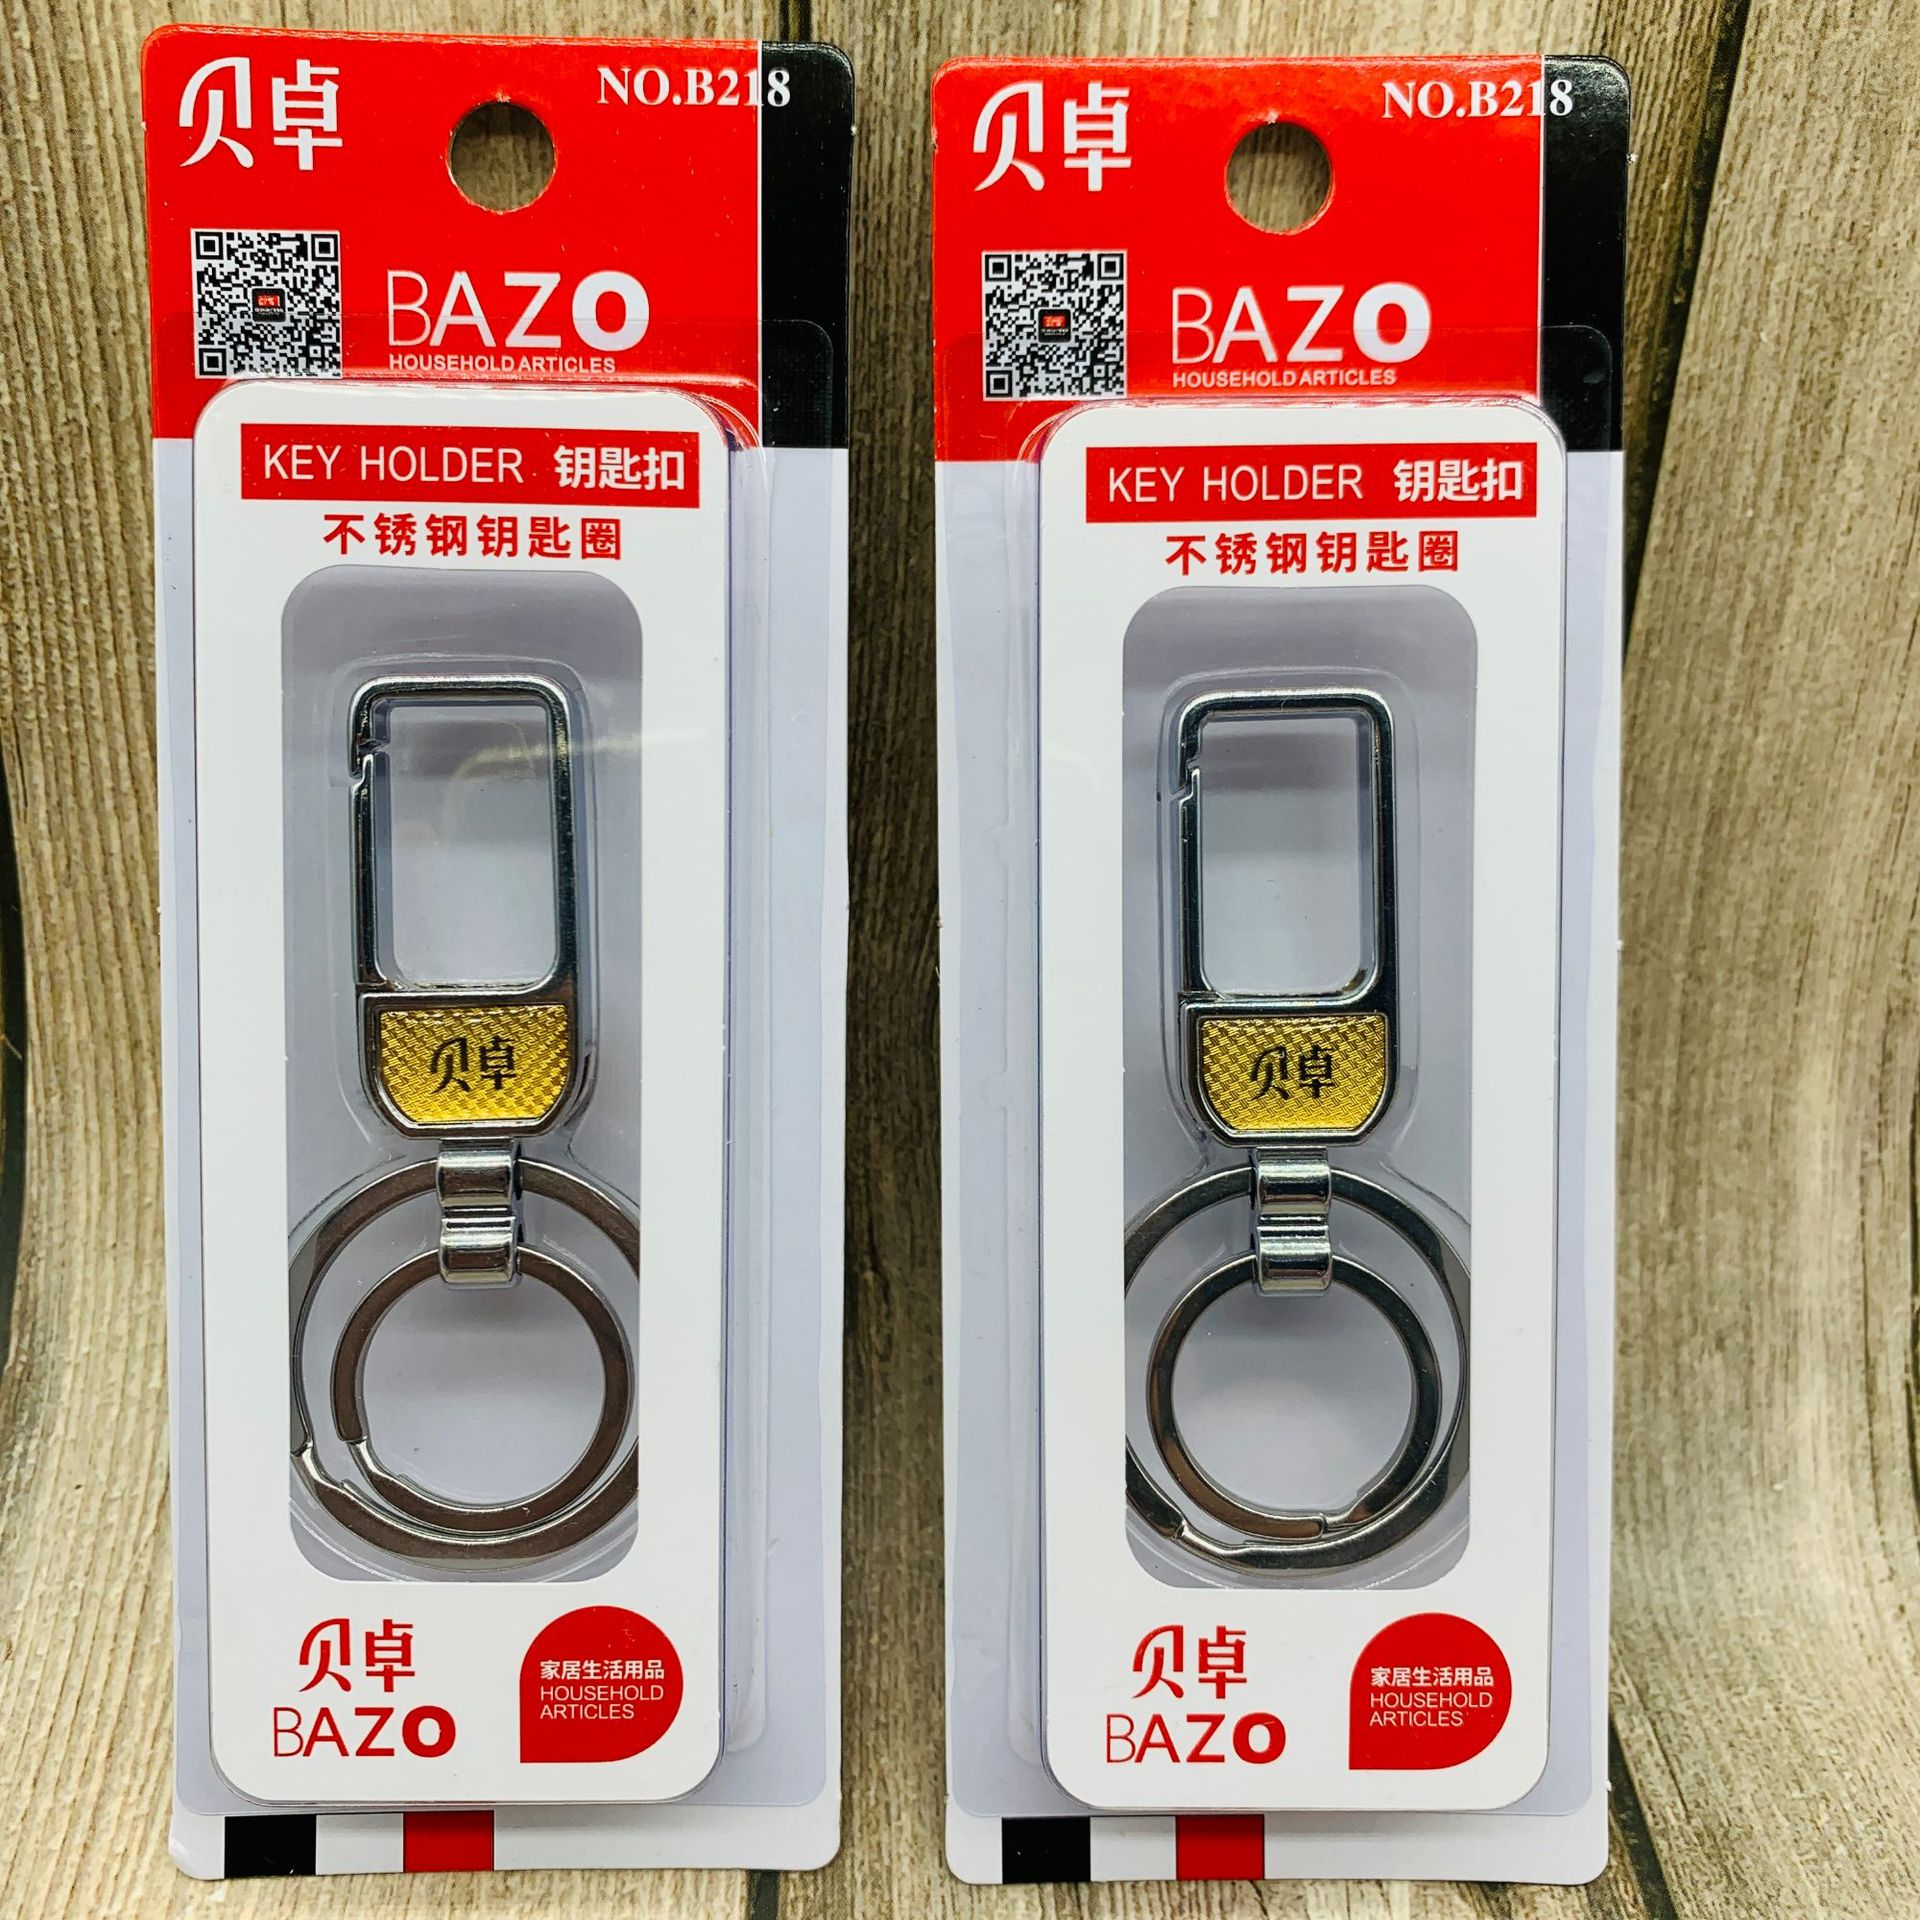 贝卓
NO.B218
BAZO
HOUSEHOLD ARTICLES
KEY HOLDER 钥匙扣
不锈钢钥匙圈
贝卓
贝卓
BAZO
家居生活用品
HOUSEHOLD
ARTICLES
贝卓
NO.B218
BAZO
HOUSEHOLD ARTICLES
KEY HOLDER 钥匙扣
不锈钢钥匙圈
贝卓
贝卓
BAZO
家居生活用品
HOUSEHOLD
ARTICLES